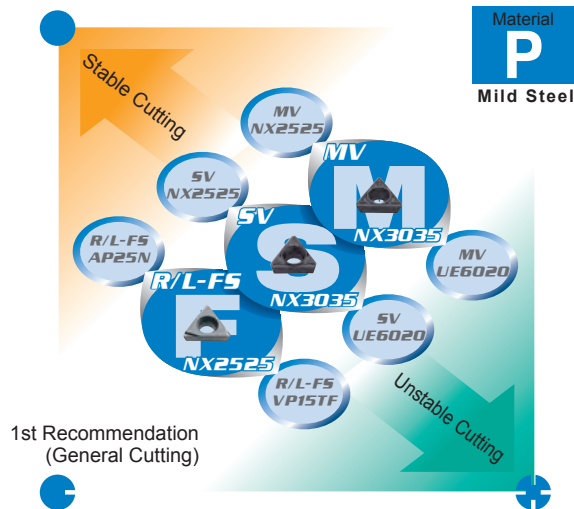 Material
P
Mild Steel
Stable Cutting
MV
NX2525
SV
NX2525
R/L-FS
AP25N
MV
M
NX3035
SV
S
NX3035
R/L-FS
F
NX2525
MV
UE6020
SV
UE6020
R/L-FS
VP15TF
Unstable Cutting
1st Recommendation
(General Cutting)